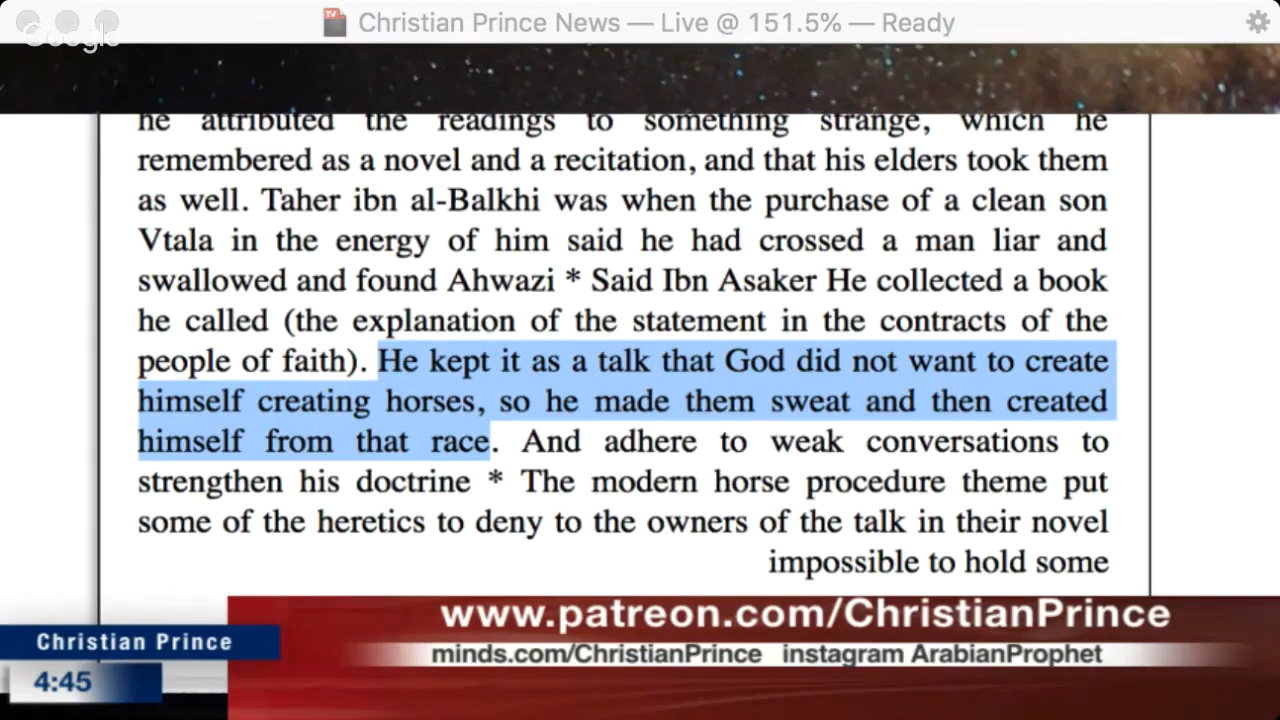 Christian Prince News — Live @ 151.5% — Ready
Google
he attributed the readings to something strange, which he
remembered as a novel and a recitation, and that his elders took them
as well. Taher ibn al-Balkhi was when the purchase of a clean son
Vtala in the energy of him said he had crossed a man liar and
swallowed and found Ahwazi * Said Ibn Asaker He collected a book
he called (the explanation of the statement in the contracts of the
people of faith). He kept it as a talk that God did not want to create
himself creating horses, so he made them sweat and then created
himself from that race. And adhere to weak conversations to
strengthen his doctrine * The modern horse procedure theme put
some of the heretics to deny to the owners of the talk in their novel
impossible to hold some
www.patreon.com/ChristianPrince
Christian Prince
minds.com/ChristianPrince instagram ArabianProphet
4:45